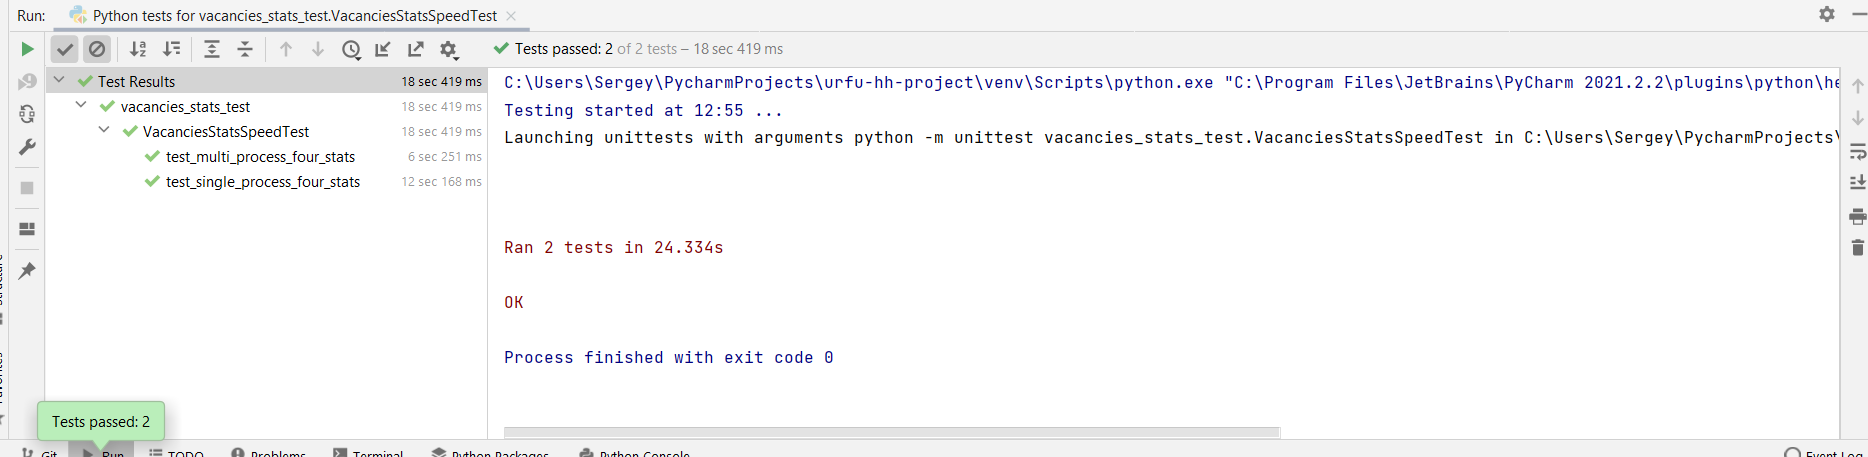 Run: Python tests for vacancies_stats_test.VacanciesStatsSpeedTest
Tests passed: 2 of 2 tests – 18 sec 419 ms
Test Results 18 sec 419 ms
vacancies_stats_test 18 sec 419 ms
VacanciesStatsSpeedTest 18 sec 419 ms
test_multi_process_four_stats 6 sec 251 ms
test_single_process_four_stats 12 sec 168 ms
C:\Users\Sergey\PycharmProjects\urfu-hh-project\venv\Scripts\python.exe "C:\Program Files\JetBrains\PyCharm 2021.2.2\plugins\python\he
Testing started at 12:55 ...
Launching unittests with arguments python -m unittest vacancies_stats_test.VacanciesStatsSpeedTest in C:\Users\Sergey\PycharmProjects\
Ran 2 tests in 24.334s
OK
Process finished with exit code 0
Structure
Favorites
Tests passed: 2
Git Run TODO Problems Terminal Python Packages Python Console Event Log